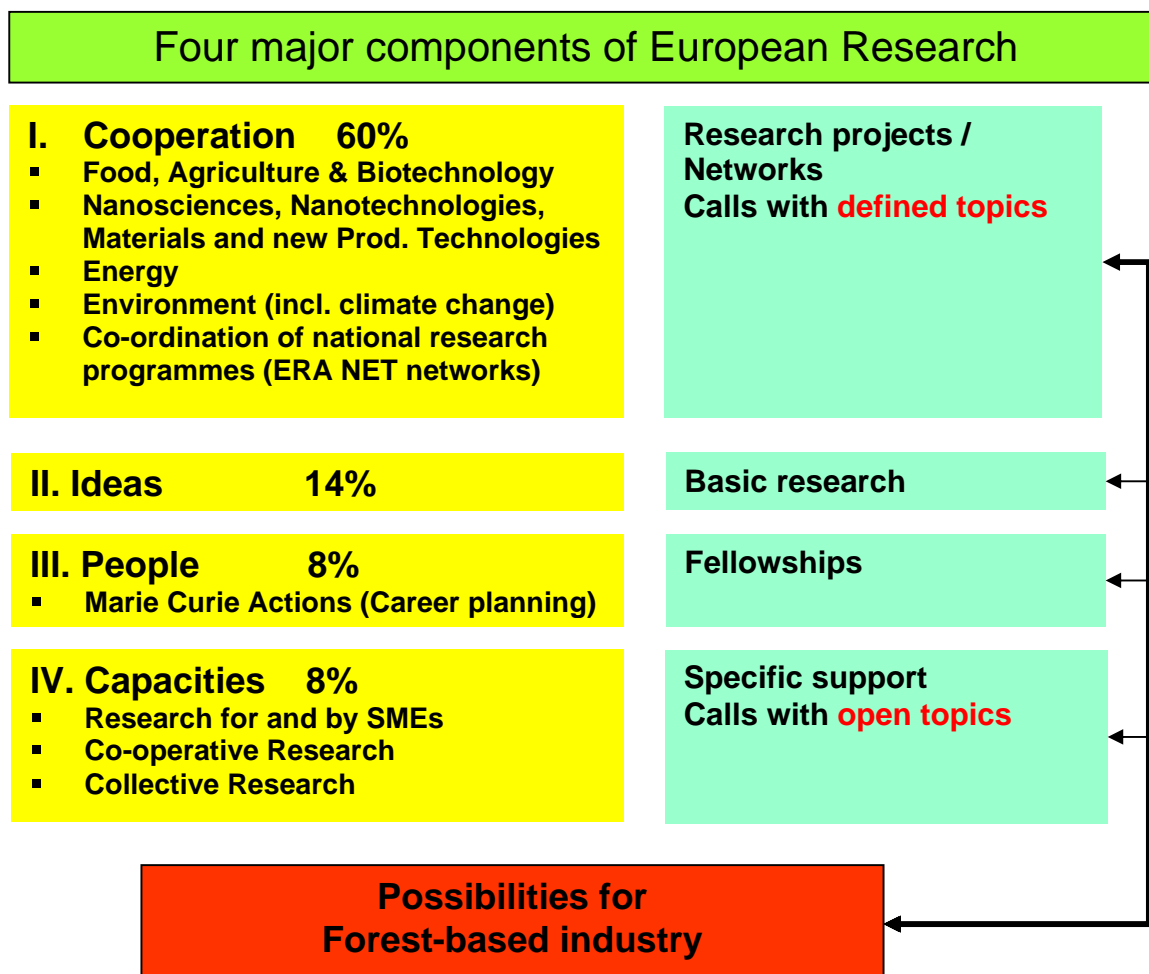 Four major components of European Research
I. Cooperation 60%
▪ Food, Agriculture & Biotechnology
▪ Nanosciences, Nanotechnologies,
Materials and new Prod. Technologies
▪ Energy
▪ Environment (incl. climate change)
▪ Co-ordination of national research
programmes (ERA NET networks)
Research projects /
Networks
Calls with defined topics
II. Ideas 14%
Basic research
III. People 8%
▪ Marie Curie Actions (Career planning)
Fellowships
IV. Capacities 8%
▪ Research for and by SMEs
▪ Co-operative Research
▪ Collective Research
Specific support
Calls with open topics
Possibilities for
Forest-based industry